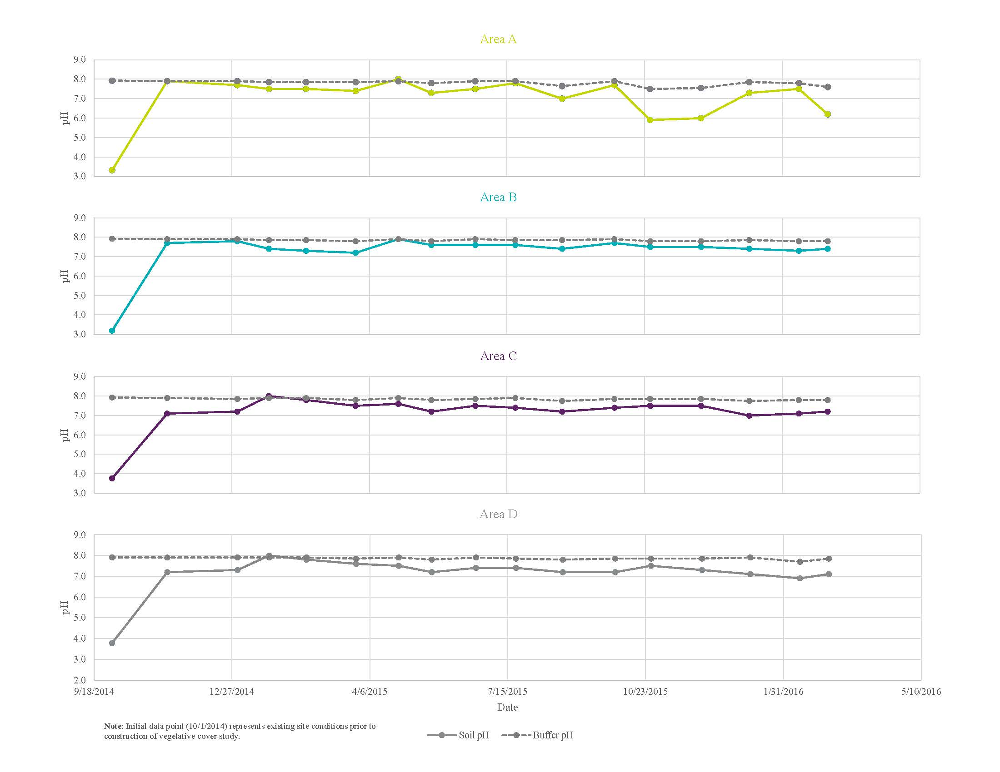 Area A
9.0
8.0
7.0
6.0
5.0
4.0
3.0
pH
Area B
9.0
8.0
7.0
6.0
5.0
4.0
3.0
pH
Area C
9.0
8.0
7.0
6.0
5.0
4.0
3.0
pH
Area D
9.0
8.0
7.0
6.0
5.0
4.0
3.0
2.0
pH
9/18/2014 12/27/2014 4/6/2015 7/15/2015 10/23/2015 1/31/2016 5/10/2016
Date
Note: Initial data point (10/1/2014) represents existing site conditions prior to
construction of vegetative cover study.
Soil pH Buffer pH